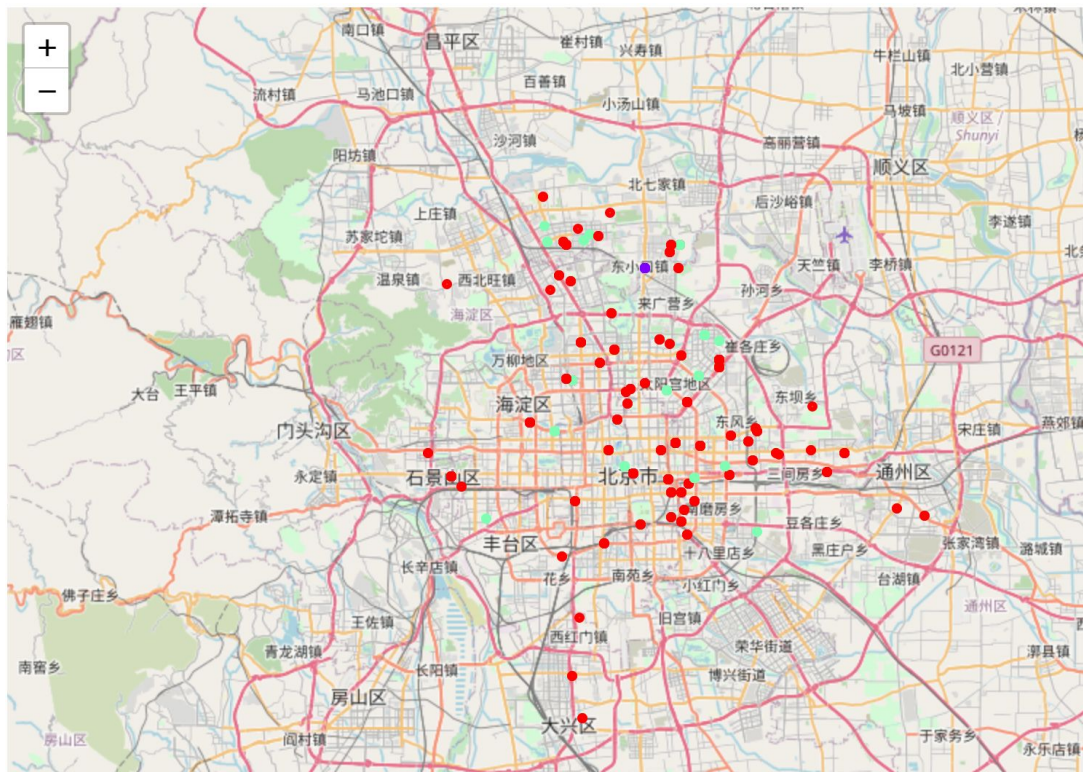 +
−
南口镇
昌平区
崔村镇
兴寿镇
牛栏山镇
北小营镇
百善镇
流村镇
马池口镇
小汤山镇
马坡镇
顺义区 /
Shunyi
沙河镇
高丽营镇
阳坊镇
顺义区
北七家镇
后沙峪镇
上庄镇
李遂镇
苏家坨镇
天竺镇
李桥镇
温泉镇
西北旺镇
孙河乡
来广营乡
海淀区
雁翅镇
G0121
崔各庄乡
万柳地区
太阳宫地区
大台
王平镇
东坝乡
海淀区
东风乡
燕郊镇
宋庄镇
门头沟区
永定镇
石景山区
北京市
三间房乡
通州区
潭拓寺镇
南磨房乡
豆各庄乡
丰台区
十八里店乡
黑庄户乡
张家湾镇
潞城镇
长辛店镇
花乡
南苑乡
小红门乡
台湖镇
佛子庄乡
通州区
王佐镇
旧宫镇
西红门镇
荣华街道
青龙湖镇
漷县镇
南窖乡
长阳镇
博兴街道
房山区
大兴区
房山区
阎村镇
于家务乡
永乐店镇